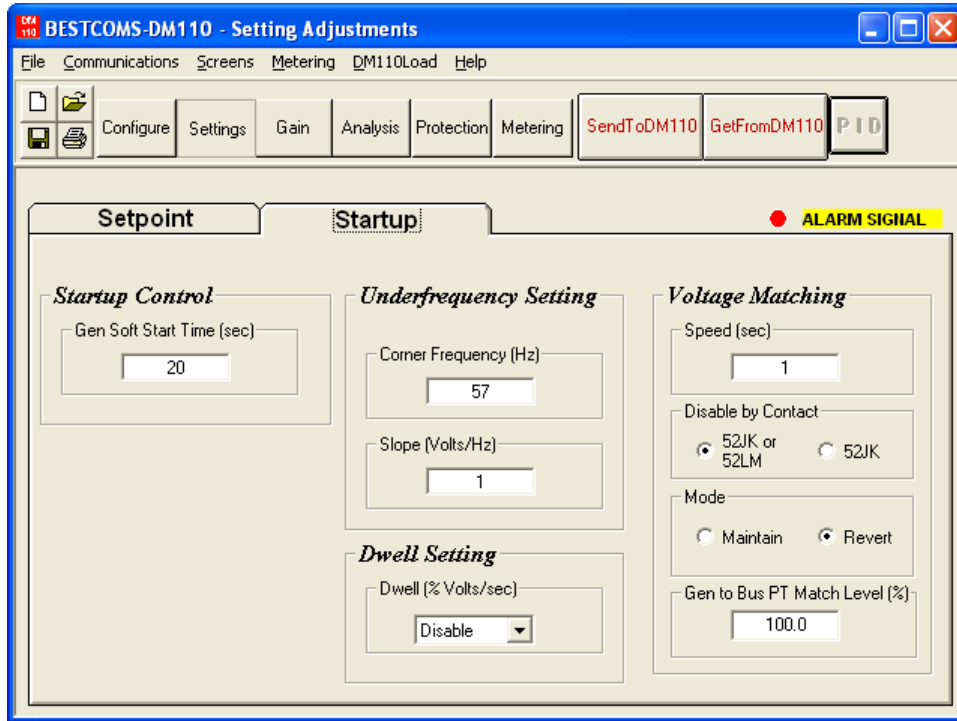 DM 110 BESTCOMS-DM110 - Setting Adjustments
File Communications Screens Metering DM110Load Help
Configure Settings Gain Analysis Protection Metering SendToDM110 GetFromDM110 PID
Setpoint Startup ALARM SIGNAL
Startup Control
Gen Soft Start Time (sec)
20
Underfrequency Setting
Corner Frequency (Hz)
57
Slope (Volts/Hz)
1
Dwell Setting
Dwell (% Volts/sec)
Disable
Voltage Matching
Speed (sec)
1
Disable by Contact
52JK or
52LM
52JK
Mode
Maintain Revert
Gen to Bus PT Match Level (%)
100.0